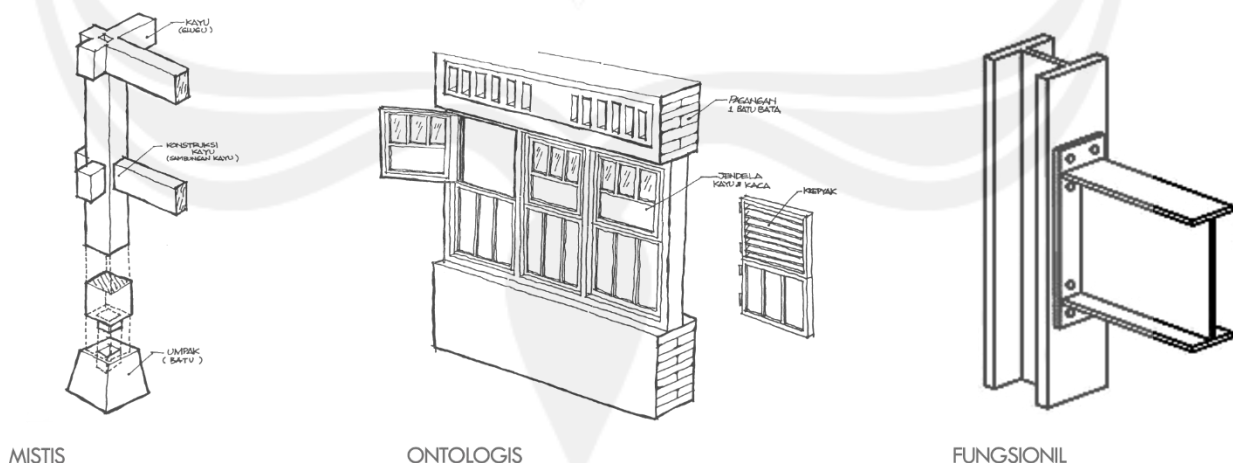 KAYU
(GLUGU)
KONSTRUKSI
KAYU
(SAMBUNGAN KAYU)
UMPAK
(BATU)
PASANGAN
1 BATU BATA
JENDELA
KAYU & KACA
KREPYAK
MISTIS
ONTOLOGIS
FUNGSIONIL